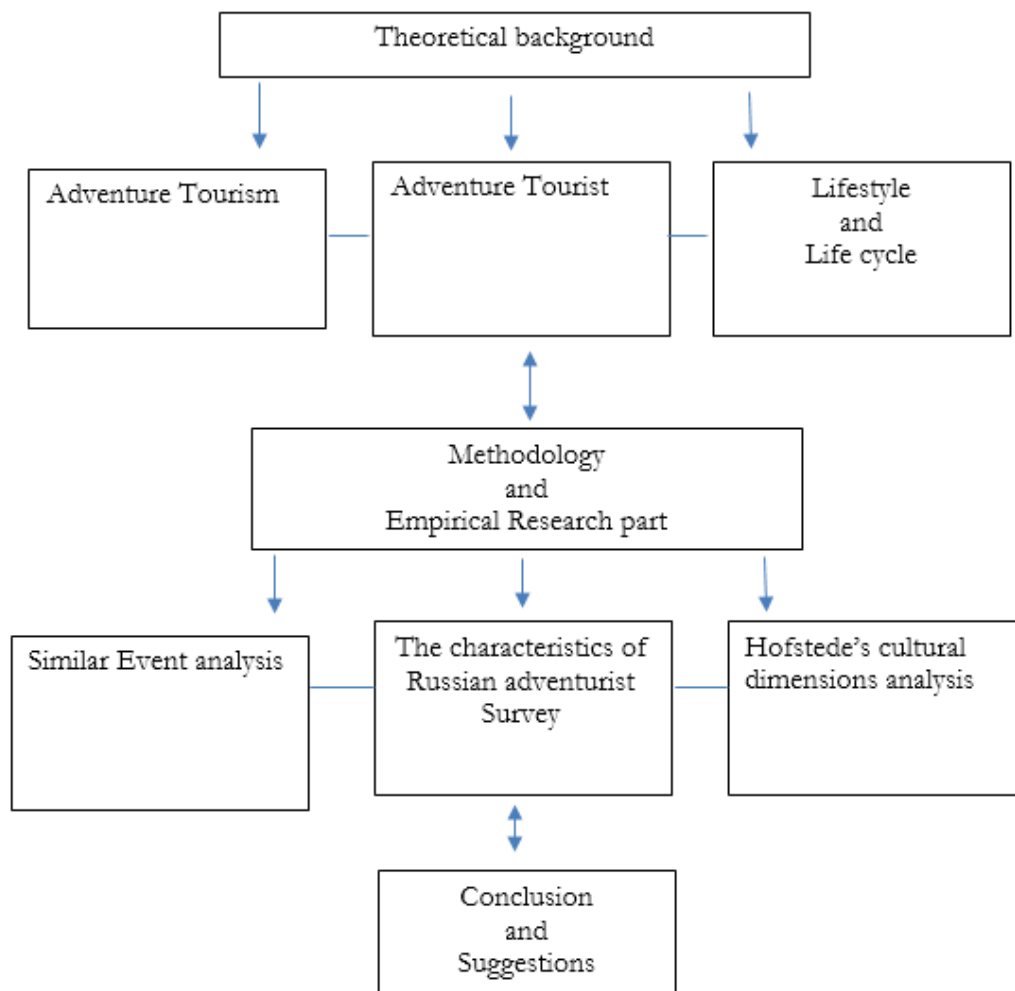 Theoretical background
Adventure Tourism
Adventure Tourist
Lifestyle
and
Life cycle
Methodology
and
Empirical Research part
Similar Event analysis
The characteristics of
Russian adventurist
Survey
Hofstede’s cultural
dimensions analysis
Conclusion
and
Suggestions